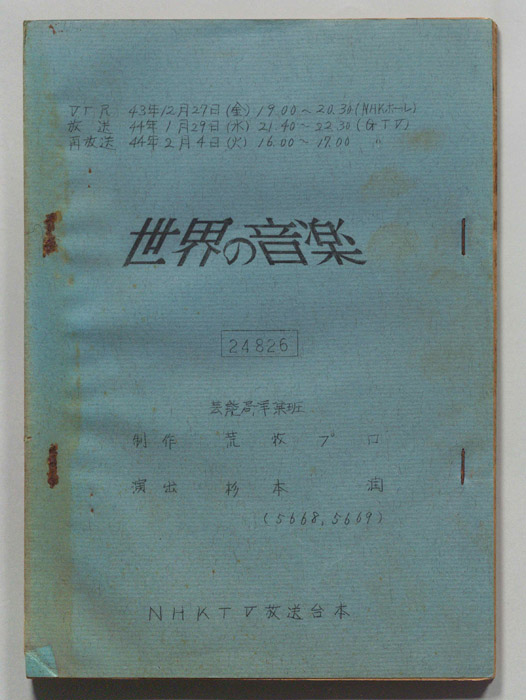 VTR 43年12月27日(金) 19.00~20.30(NHKホール)
放送 44年1月29日(水) 21.40~22.30(GTV)
再放送 44年2月4日(火) 16.00~17.00 〃
世界の音楽
24826
芸能局洋楽班
制作 荒牧プロ
演出 杉本 潤
(5668,5669)
NHKTV放送台本